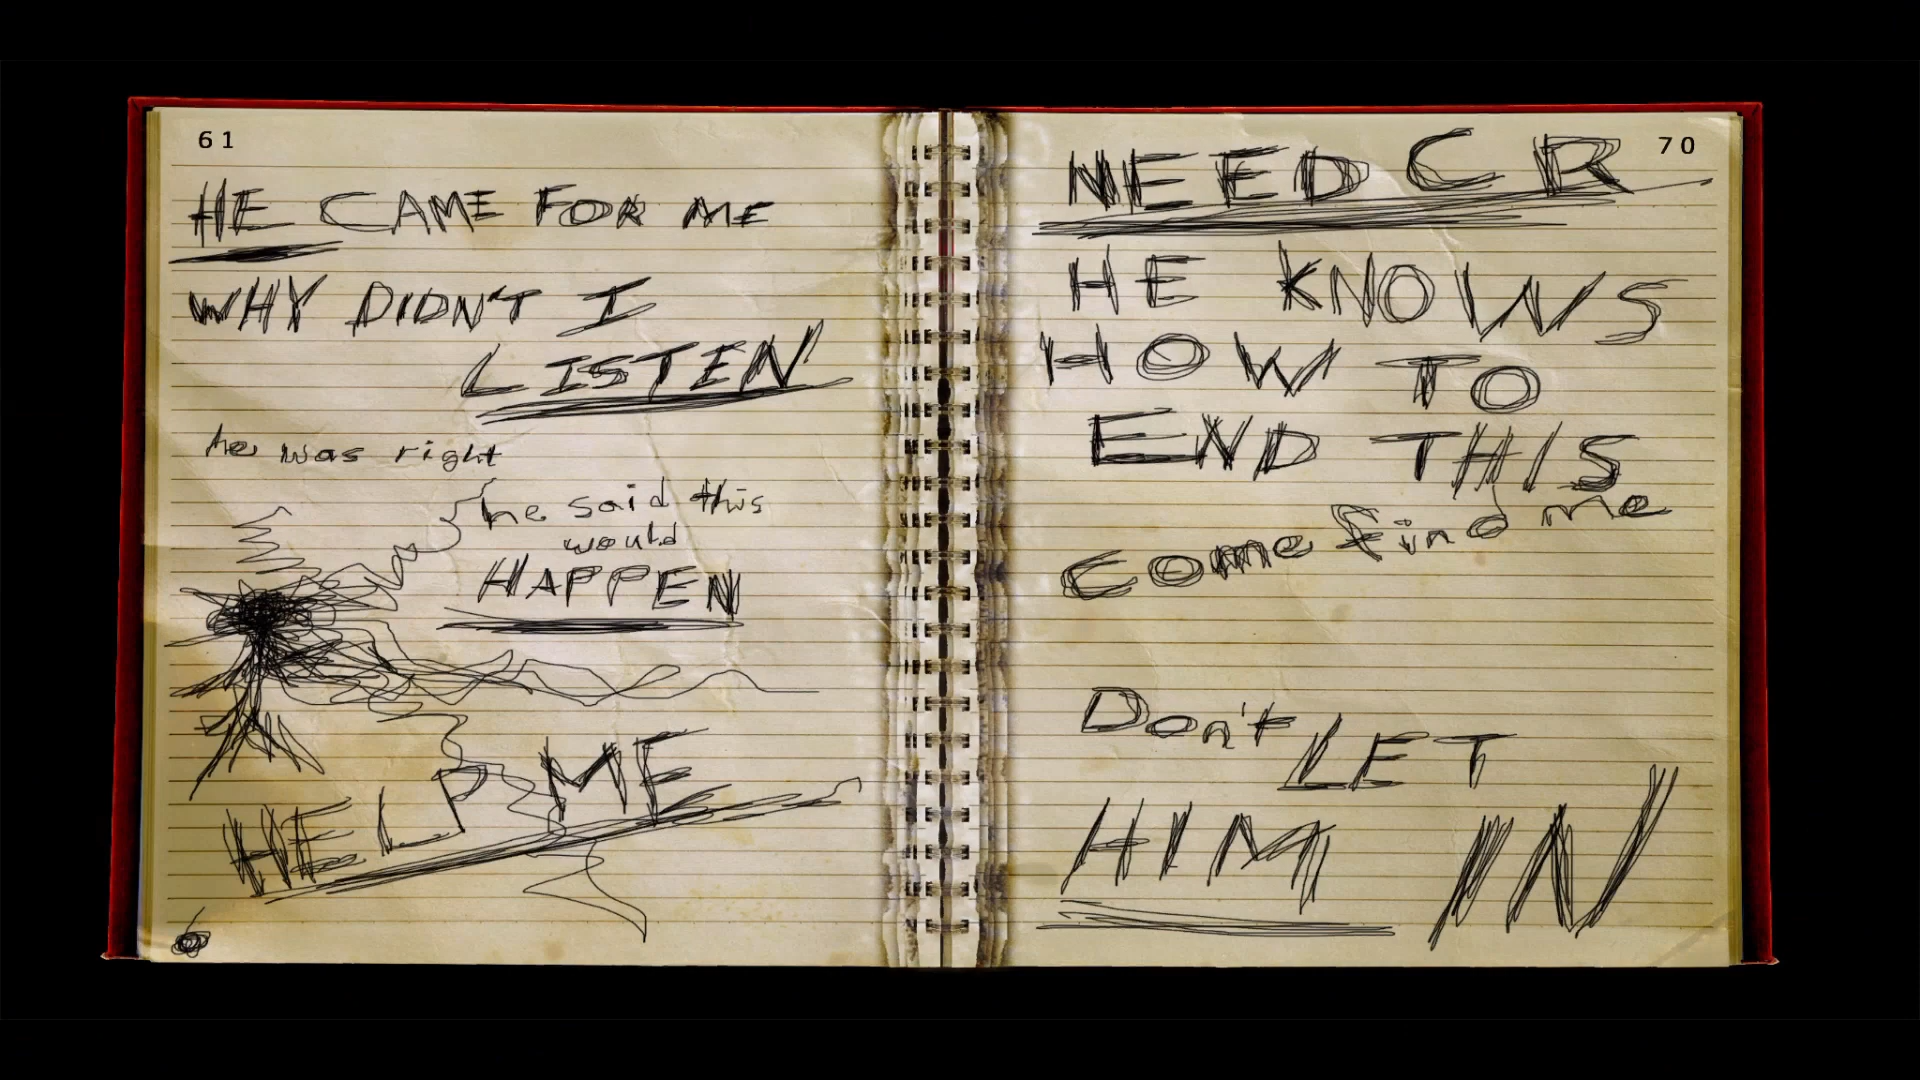 61
HE CAME FOR ME
WHY DIDN'T I
LISTEN
he was right
he said this
would
HAPPEN
HELP ME
70
NEED CR
HE KNOWS
HOW TO
END THIS
come find me
Don't LET
HIM IN